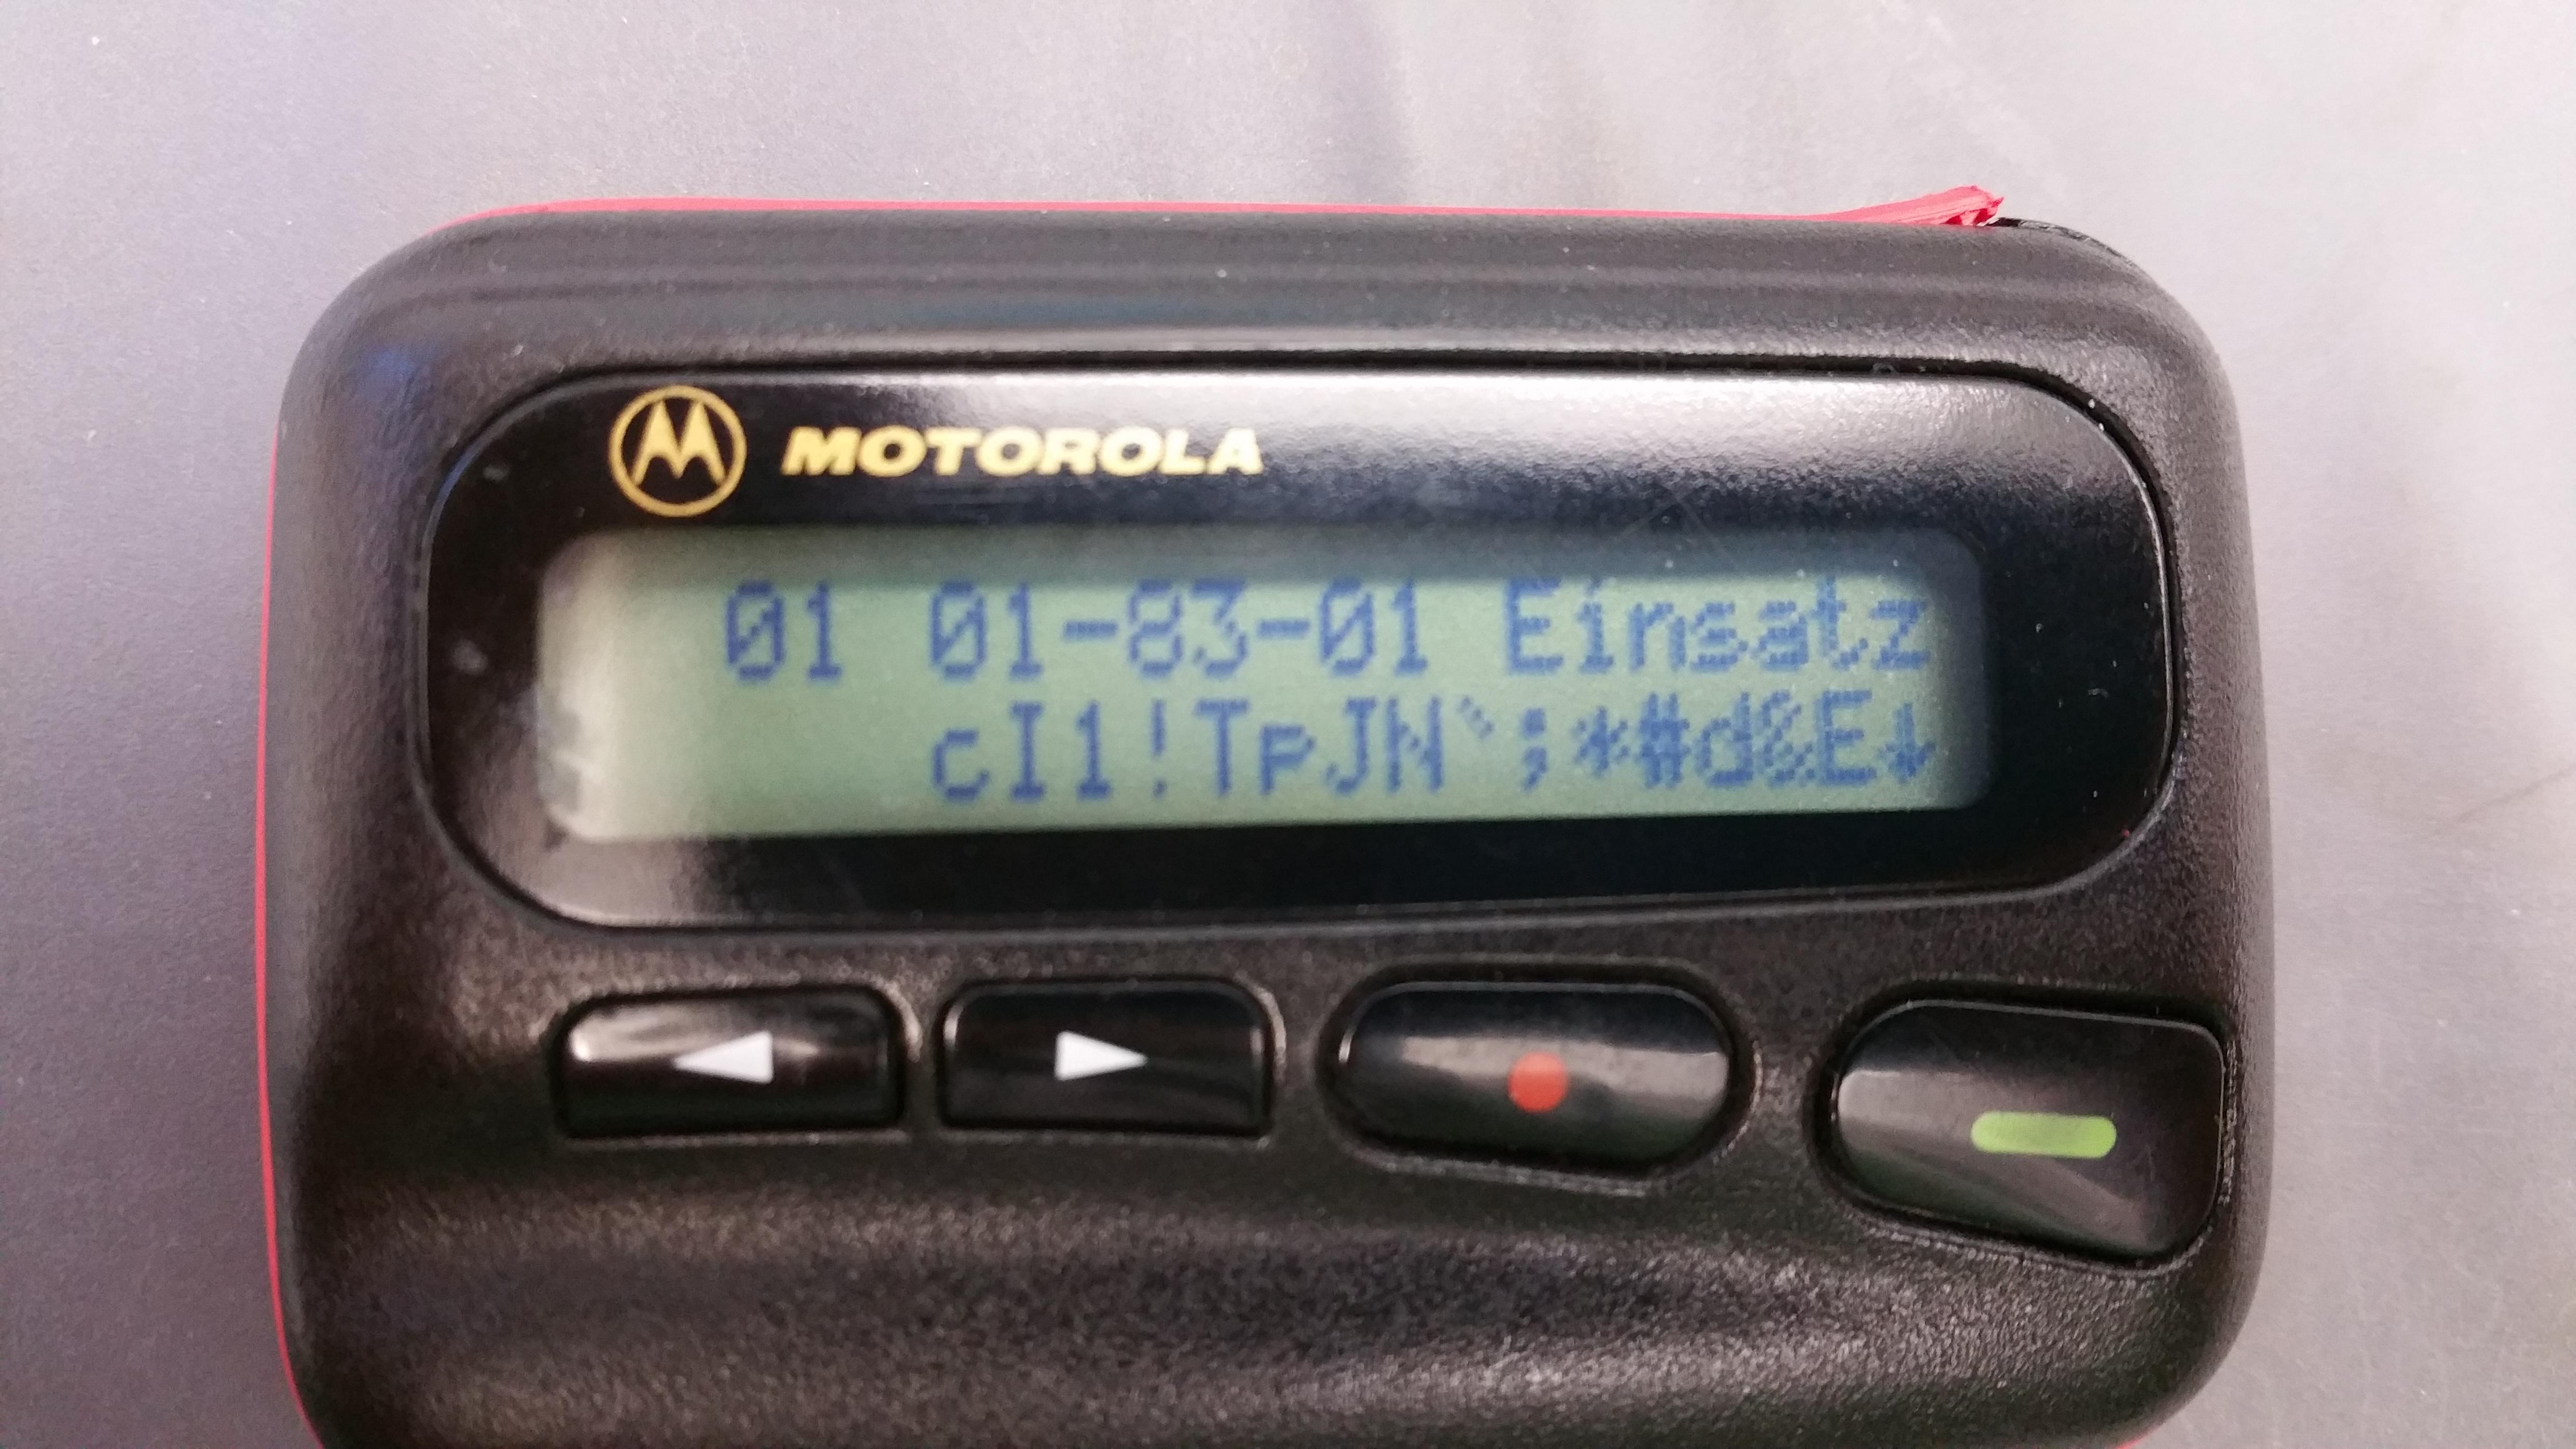 MOTOROLA
01 01-83-01 Einsatz
cI1!TpJN`;*#d&E↓